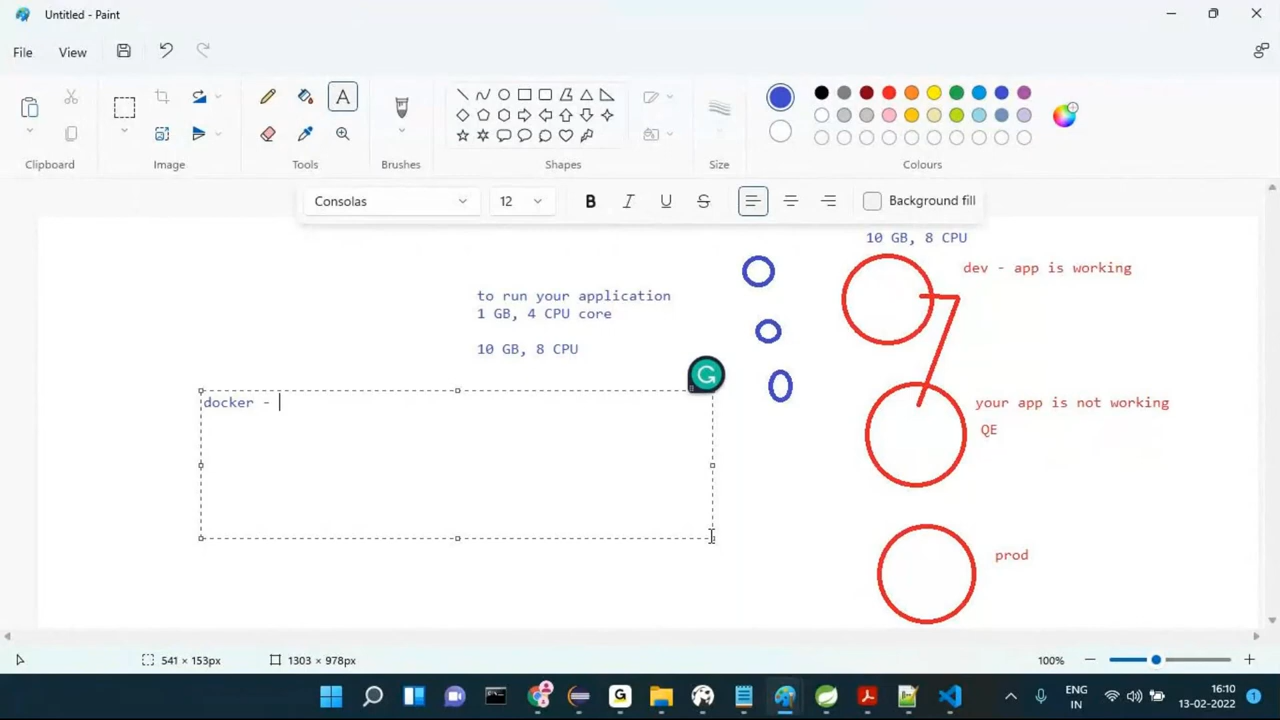 Untitled - Paint
File
View
Clipboard
Image
Tools
Brushes
Shapes
Size
Colours
Consolas
12
B
I
U
S
Background fill
10 GB, 8 CPU
dev - app is working
to run your application
1 GB, 4 CPU core
10 GB, 8 CPU
docker -
your app is not working
QE
prod
541 × 153px
1303 × 978px
100%
ENG
IN
16:10
13-02-2022
1